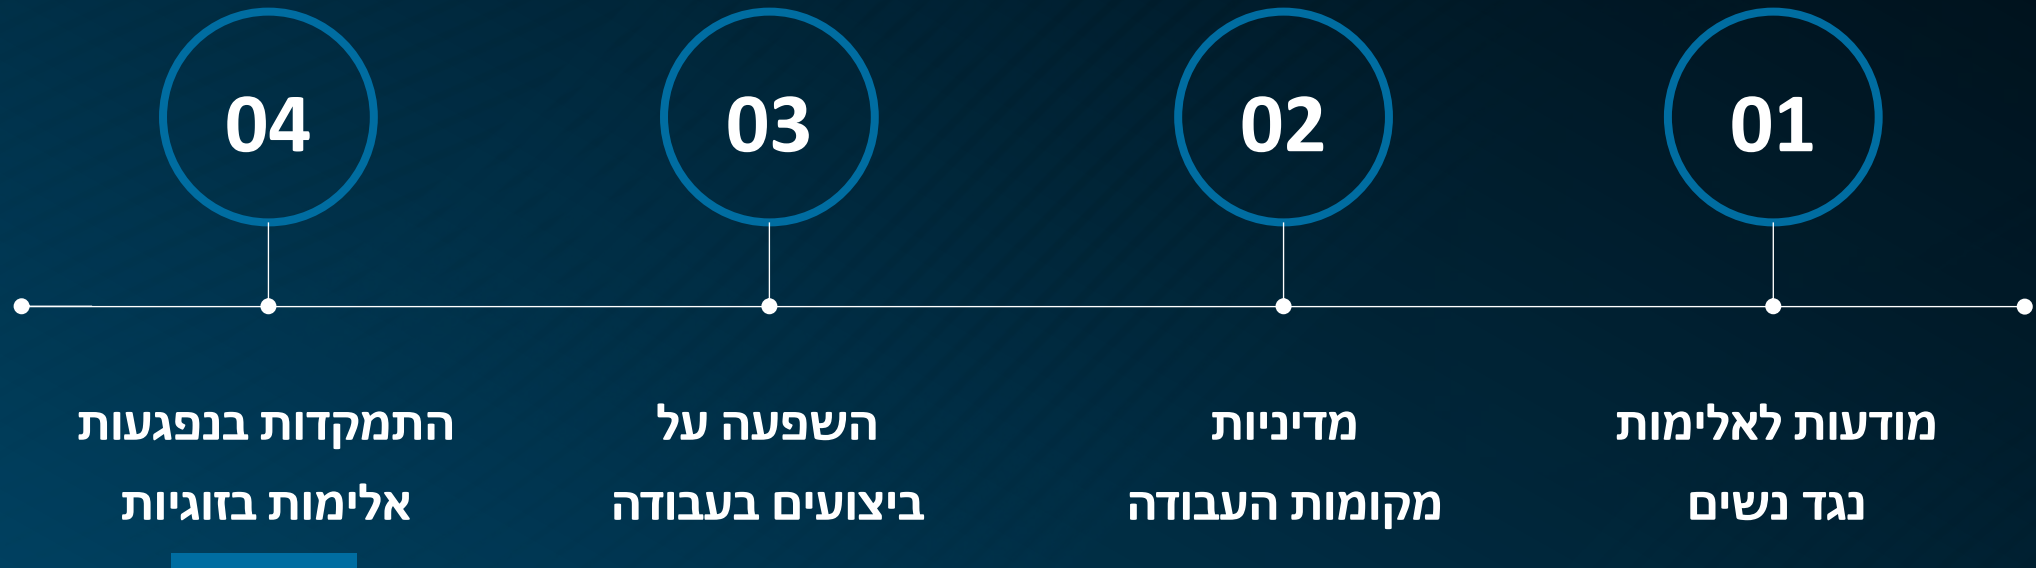 01
מודעות לאלימות
נגד נשים
02
מדיניות
מקומות העבודה
03
השפעה על
ביצועים בעבודה
04
התמקדות בנפגעות
אלימות בזוגיות